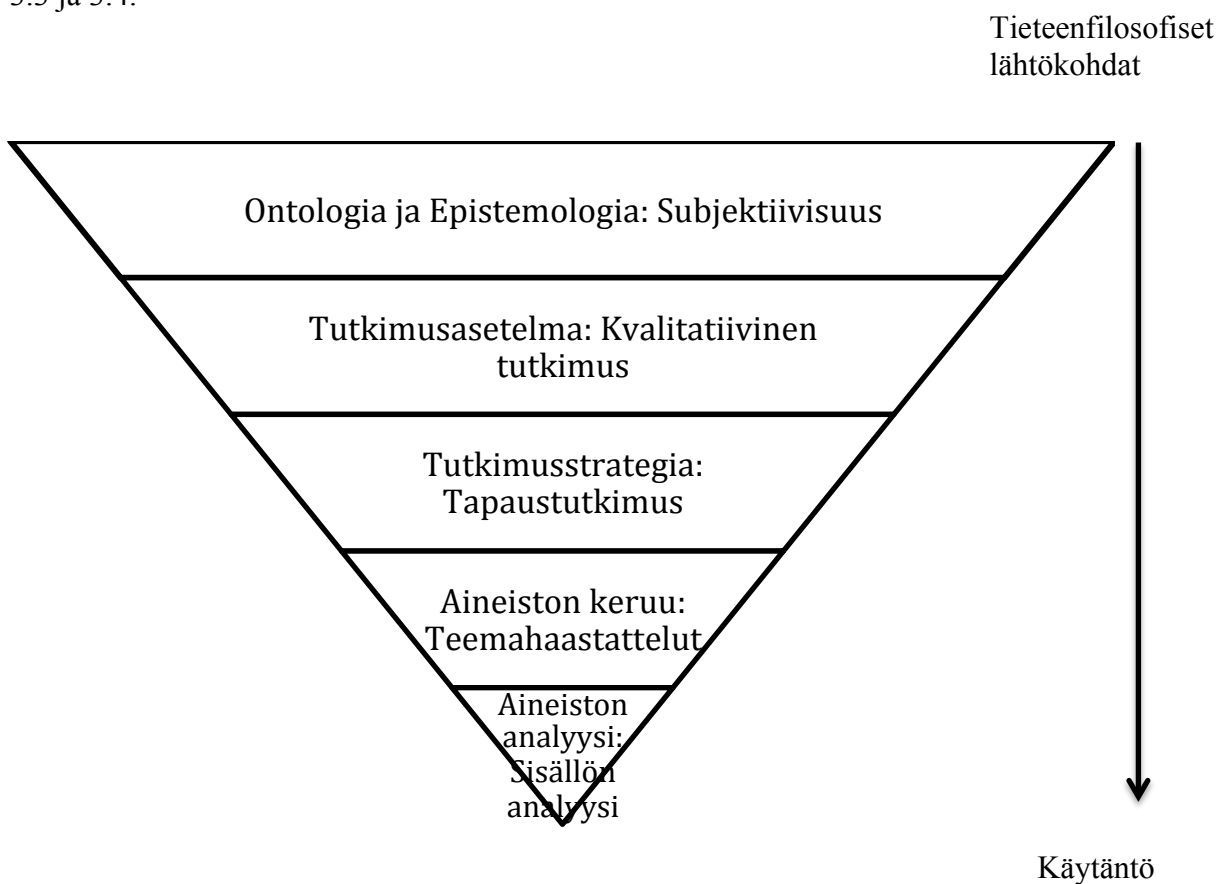 3.3 ja 3.4.
Tieteenfilosofiset
lähtökohdat
Ontologia ja Epistemologia: Subjektiivisuus
Tutkimusasetelma: Kvalitatiivinen
tutkimus
Tutkimusstrategia:
Tapaustutkimus
Aineiston keruu:
Teemahaastattelut
Aineiston
analyysi:
Sisällön
analyysi
Käytäntö